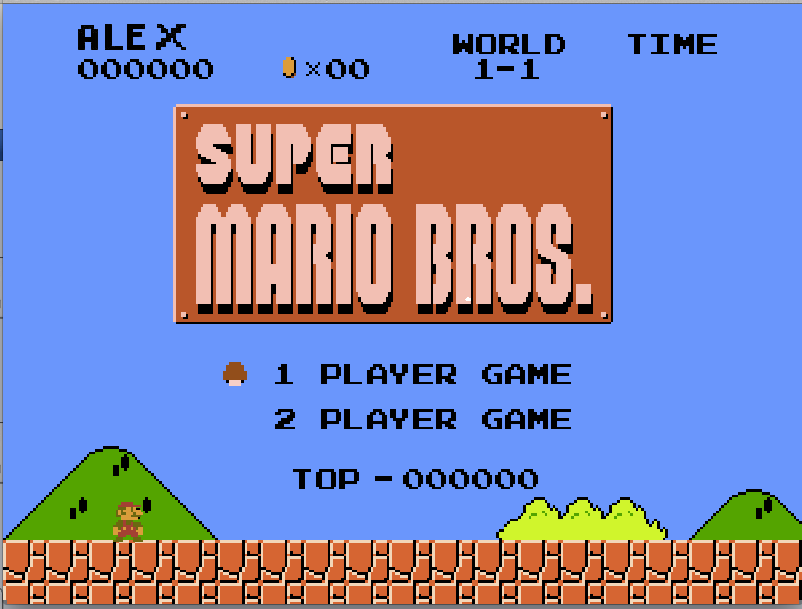 ALEX WORLD TIME
000000 ×00 1-1
SUPER
MARIO BROS.
1 PLAYER GAME
2 PLAYER GAME
TOP - 000000